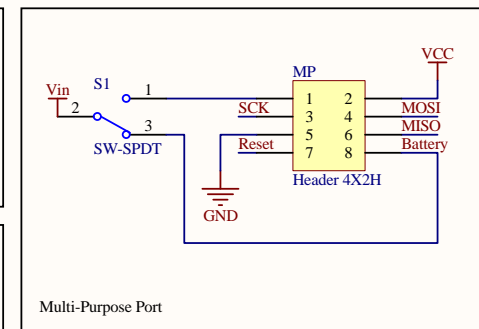 VCC
MP
S1
Vin
1
2
3
SW-SPDT
SCK
Reset
1 2
3 4
5 6
7 8
MOSI
MISO
Battery
Header 4X2H
GND
Multi-Purpose Port